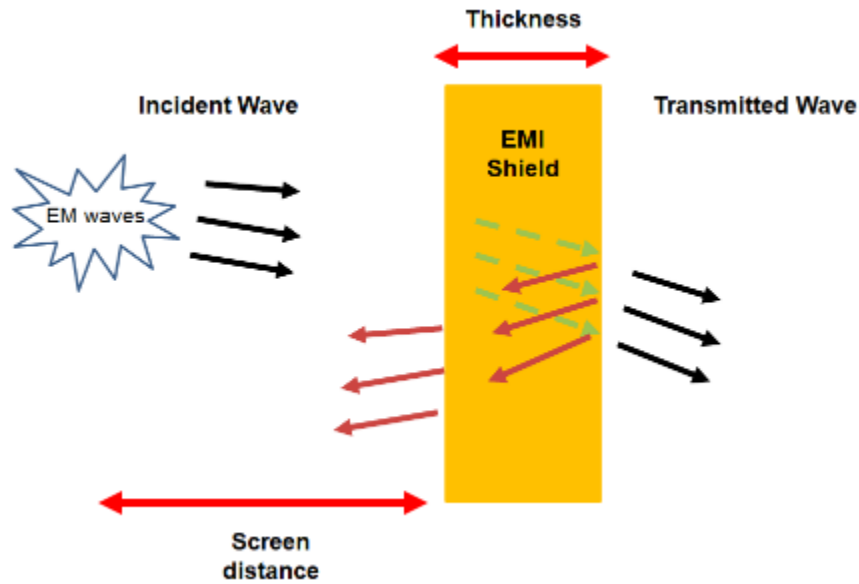 Thickness
Incident Wave
Transmitted Wave
EMI
Shield
EM waves
Screen
distance